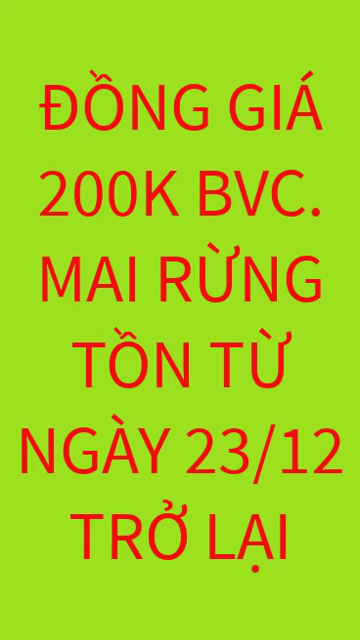 ĐỒNG GIÁ
200K BVC.
MAI RỪNG
TỒN TỪ
NGÀY 23/12
TRỞ LẠI